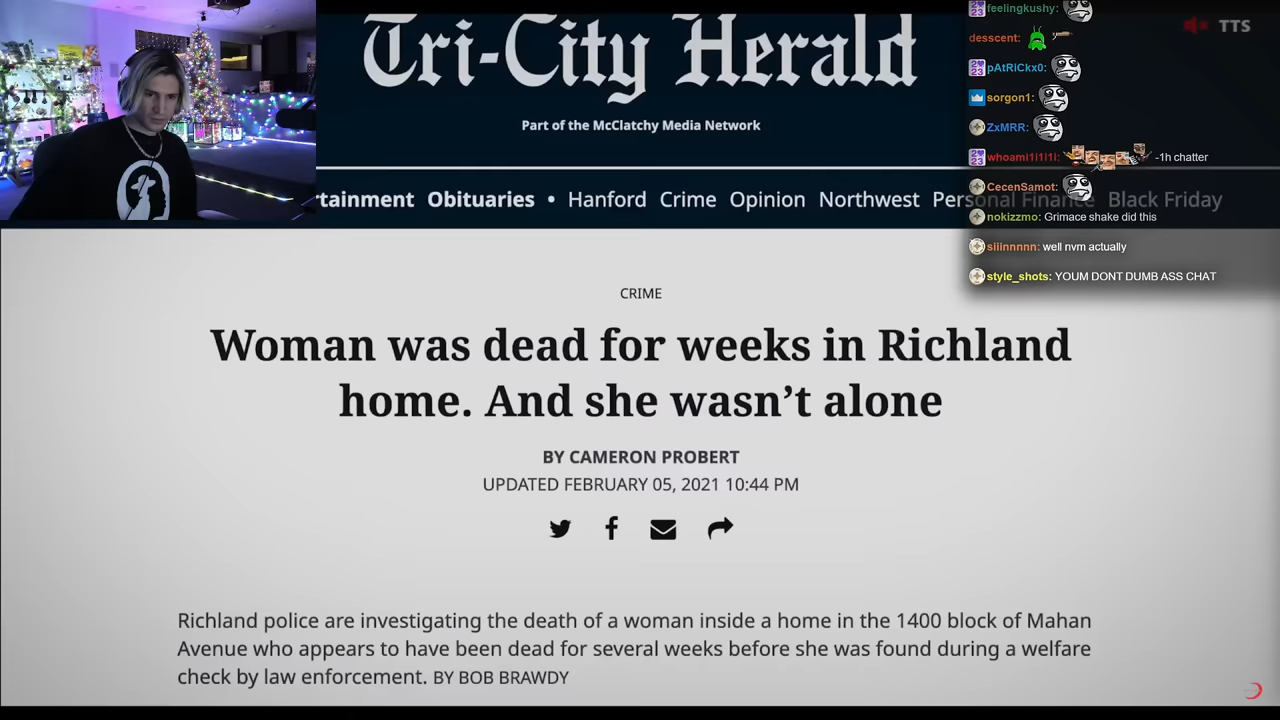 Tri-City Herald
Part of the McClatchy Media Network
rtainment Obituaries • Hanford Crime Opinion Northwest Personal Finance Black Friday
TTS
feelingkushy:
desscent:
pAtRiCkx0:
sorgon1:
ZxMRR:
whoami1i1i1i: -1h chatter
CecenSamot:
nokizzmo: Grimace shake did this
siiinnnnn: well nvm actually
style_shots: YOUM DONT DUMB ASS CHAT
CRIME
Woman was dead for weeks in Richland
home. And she wasn’t alone
BY CAMERON PROBERT
UPDATED FEBRUARY 05, 2021 10:44 PM
Richland police are investigating the death of a woman inside a home in the 1400 block of Mahan
Avenue who appears to have been dead for several weeks before she was found during a welfare
check by law enforcement. BY BOB BRAWDY